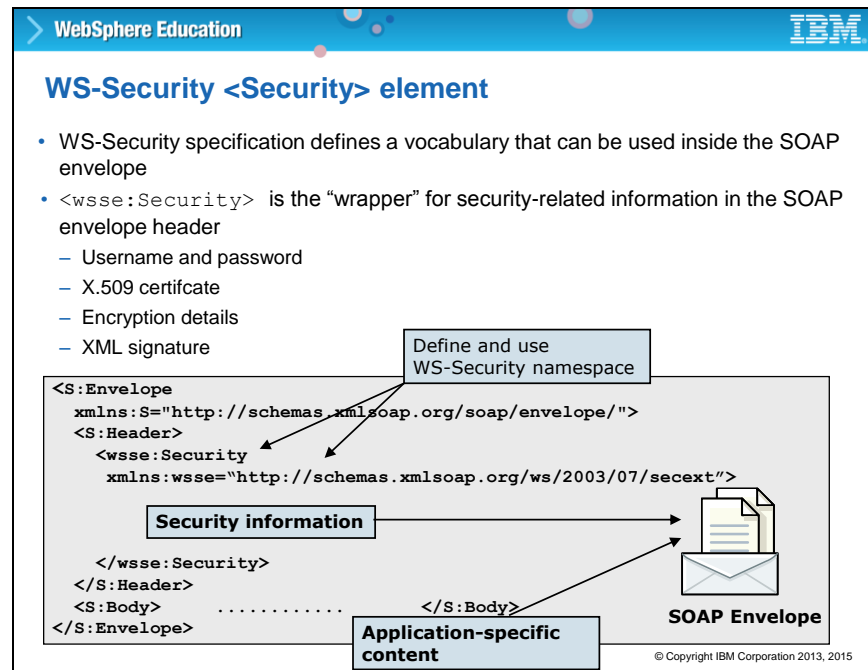 WebSphere Education
IBM
WS-Security <Security> element
• WS-Security specification defines a vocabulary that can be used inside the SOAP
envelope
• <wsse:Security> is the “wrapper” for security-related information in the SOAP
envelope header
– Username and password
– X.509 certifcate
– Encryption details
– XML signature
Define and use
WS-Security namespace
<S:Envelope
xmlns:S="http://schemas.xmlsoap.org/soap/envelope/">
<S:Header>
<wsse:Security
xmlns:wsse=“http://schemas.xmlsoap.org/ws/2003/07/secext”>
Security information
</wsse:Security>
</S:Header>
<S:Body> ............ </S:Body>
</S:Envelope>
SOAP Envelope
Application-specific
content
© Copyright IBM Corporation 2013, 2015